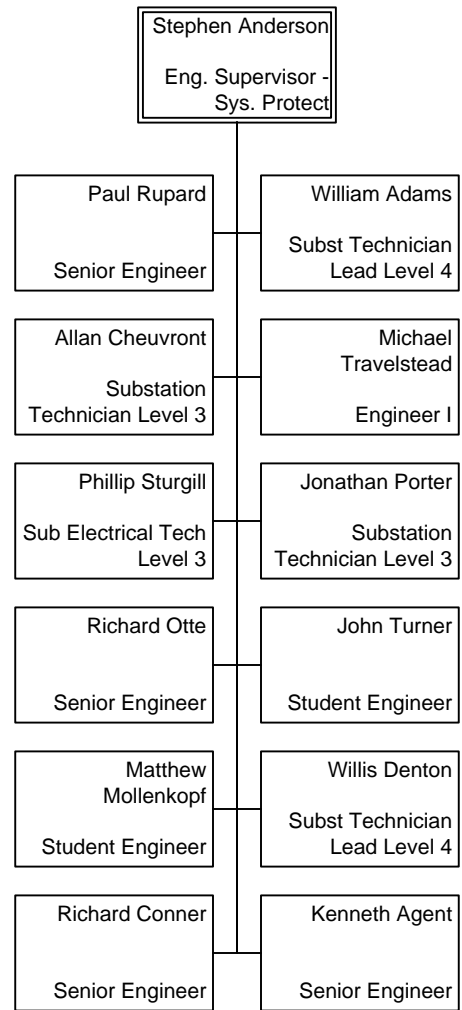 Stephen Anderson
Eng. Supervisor -
Sys. Protect
Paul Rupard
Senior Engineer
William Adams
Subst Technician
Lead Level 4
Allan Cheuvront
Substation
Technician Level 3
Michael
Travelstead
Engineer I
Phillip Sturgill
Sub Electrical Tech
Level 3
Jonathan Porter
Substation
Technician Level 3
Richard Otte
Senior Engineer
John Turner
Student Engineer
Matthew
Mollenkopf
Student Engineer
Willis Denton
Subst Technician
Lead Level 4
Richard Conner
Senior Engineer
Kenneth Agent
Senior Engineer